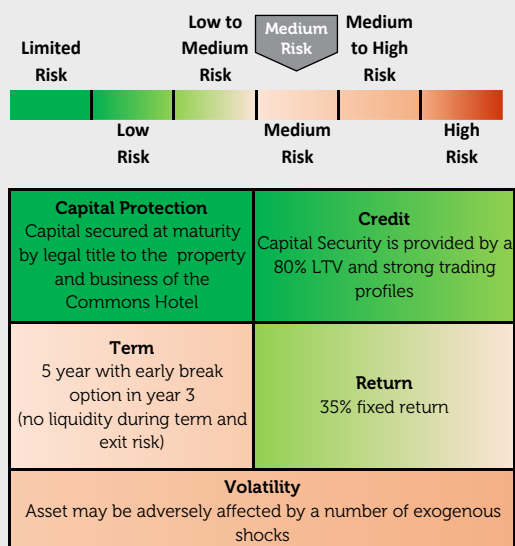 Limited
Risk
Low to
Medium
Risk
Medium
Risk
Medium
to High
Risk
Low
Risk
Medium
Risk
High
Risk
Capital Protection
Capital secured at maturity
by legal title to the property
and business of the
Commons Hotel
Credit
Capital Security is provided by a
80% LTV and strong trading
profiles
Term
5 year with early break
option in year 3
(no liquidity during term and
exit risk)
Return
35% fixed return
Volatility
Asset may be adversely affected by a number of exogenous
shocks